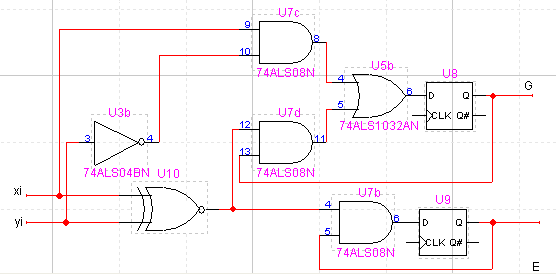 U7c
9
8
10
74ALS08N
U5b
U8
4
6
D Q
G
5
CLK Q#
74ALS1032AN
U3b
3
4
74ALS04BN
U7d
12
11
13
74ALS08N
U10
xi
yi
U7b
U9
4
6
D Q
5
CLK Q#
74ALS08N
E